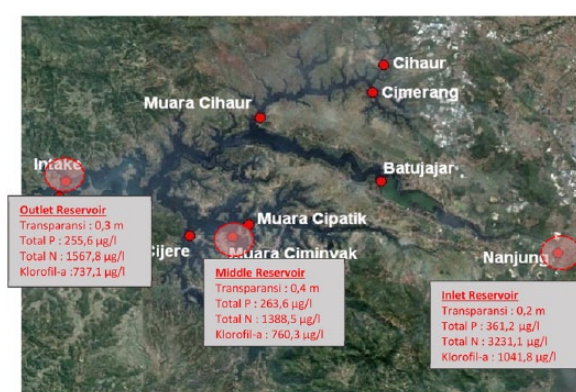 Cihaur
Cimerang
Muara Cihaur
Intake
Batujajar
Outlet Reservoir
Transparansi : 0,3 m
Total P : 255,6 µg/l
Total N : 1567,8 µg/l
Klorofil-a :737,1 µg/l
Muara Cipatik
Cijere
Muara Ciminyak
Nanjung
Middle Reservoir
Transparansi : 0,4 m
Total P : 263,6 µg/l
Total N : 1388,5 µg/l
Klorofil-a : 760,3 µg/l
Inlet Reservoir
Transparansi : 0,2 m
Total P : 361,2 µg/l
Total N : 3231,1 µg/l
Klorofil-a : 1041,8 µg/l